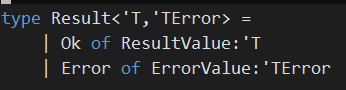 type Result<'T,'TError> =
    | Ok of ResultValue:'T
    | Error of ErrorValue:'TError